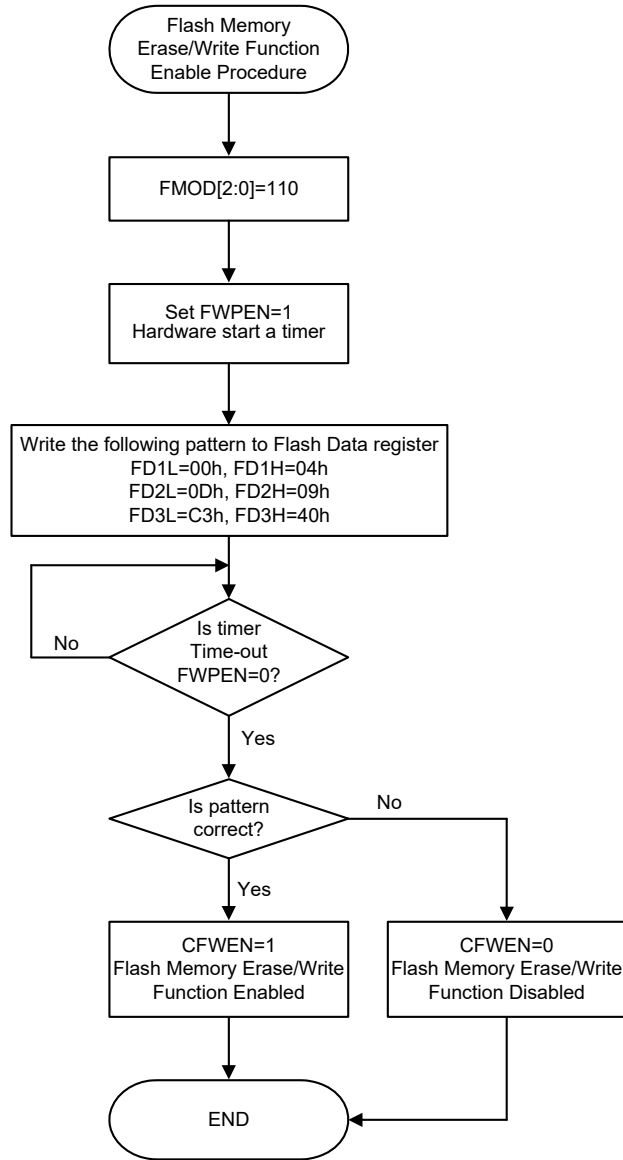 Flash Memory
Erase/Write Function
Enable Procedure
FMOD[2:0]=110
Set FWPEN=1
Hardware start a timer
Write the following pattern to Flash Data register
FD1L=00h, FD1H=04h
FD2L=0Dh, FD2H=09h
FD3L=C3h, FD3H=40h
Is timer
Time-out
FWPEN=0?
No
Yes
Is pattern
correct?
No
Yes
CFWEN=1
Flash Memory Erase/Write
Function Enabled
CFWEN=0
Flash Memory Erase/Write
Function Disabled
END